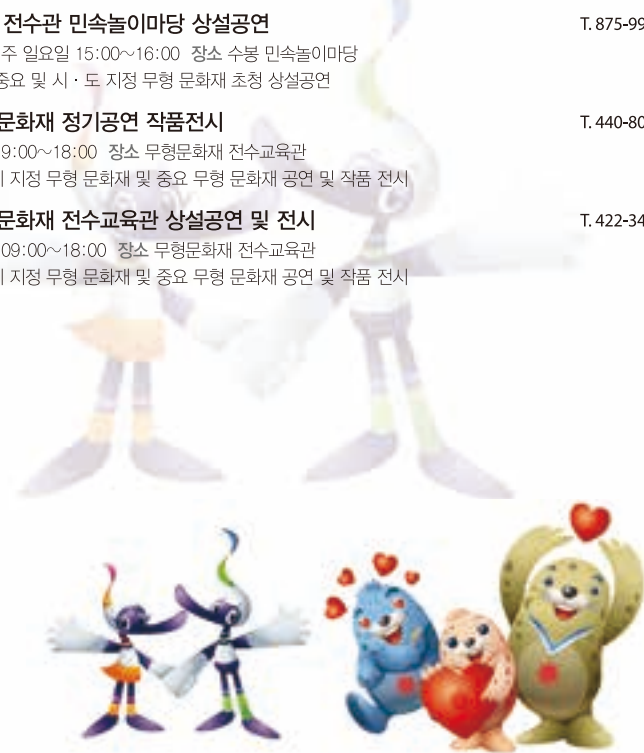 전수관 민속놀이마당 상설공연 T. 875-99
주 일요일 15:00~16:00 장소 수봉 민속놀이마당
중요 및 시·도 지정 무형 문화재 초청 상설공연
문화재 정기공연 작품전시 T. 440-80
9:00~18:00 장소 무형문화재 전수교육관
지정 무형 문화재 및 중요 무형 문화재 공연 및 작품 전시
문화재 전수교육관 상설공연 및 전시 T. 422-34
09:00~18:00 장소 무형문화재 전수교육관
지정 무형 문화재 및 중요 무형 문화재 공연 및 작품 전시